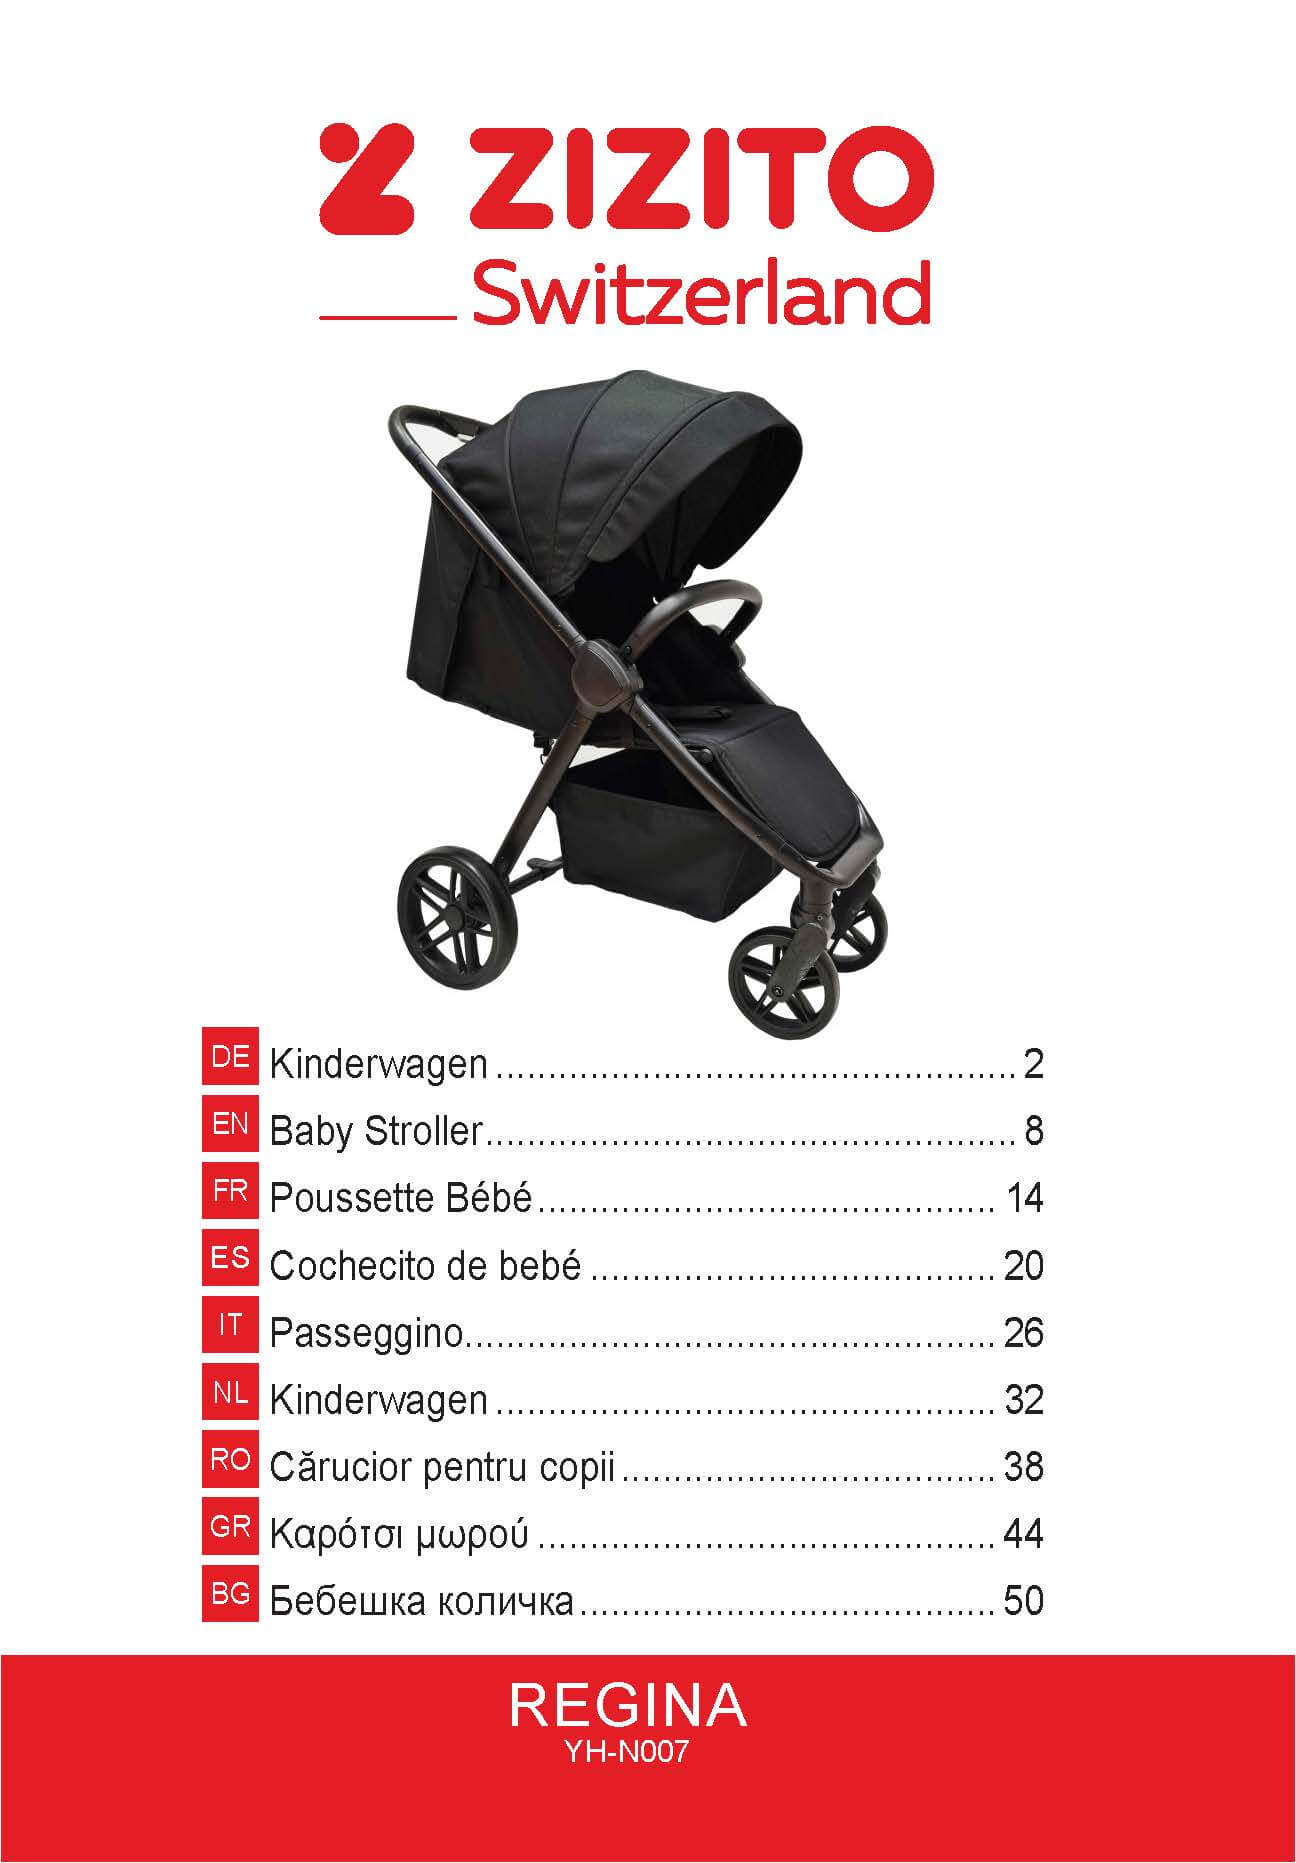 ZIZITO
Switzerland
DE Kinderwagen .................................................. 2
EN Baby Stroller................................................... 8
FR Poussette Bébé............................................ 14
ES Cochecito de bebé ....................................... 20
IT Passeggino................................................... 26
NL Kinderwagen ................................................ 32
RO Cărucior pentru copii.................................... 38
GR Καρότσι μωρού ............................................ 44
BG Бебешка количка........................................ 50
REGINA
YH-N007